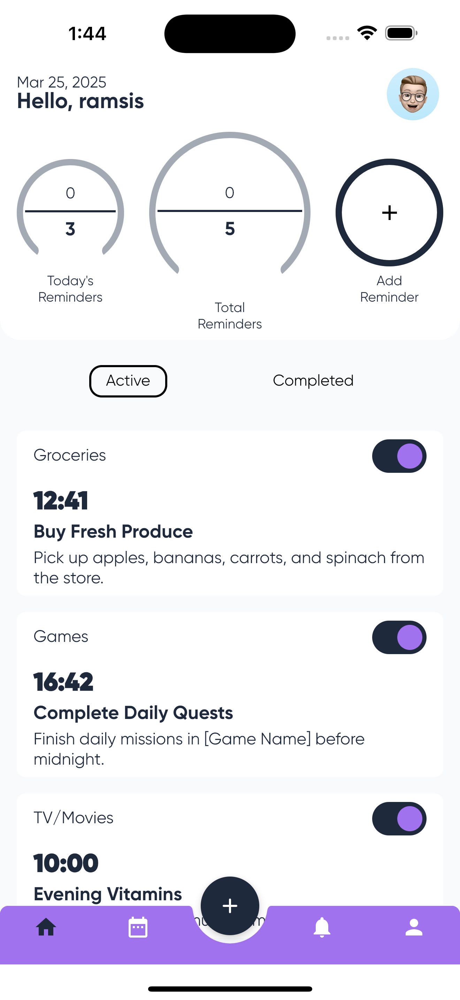 1:44
Mar 25, 2025
Hello, ramsis
0
3
Today's
Reminders
0
5
Total
Reminders
+
Add
Reminder
Active
Completed
Groceries
12:41
Buy Fresh Produce
Pick up apples, bananas, carrots, and spinach from
the store.
Games
16:42
Complete Daily Quests
Finish daily missions in [Game Name] before
midnight.
TV/Movies
10:00
Evening Vitamins
+